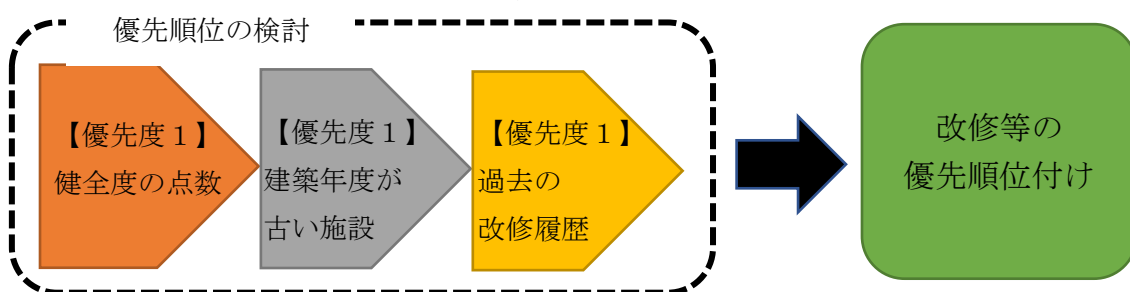 優先順位の検討
【優先度１】
健全度の点数
【優先度１】
建築年度が
古い施設
【優先度１】
過去の
改修履歴
改修等の
優先順位付け